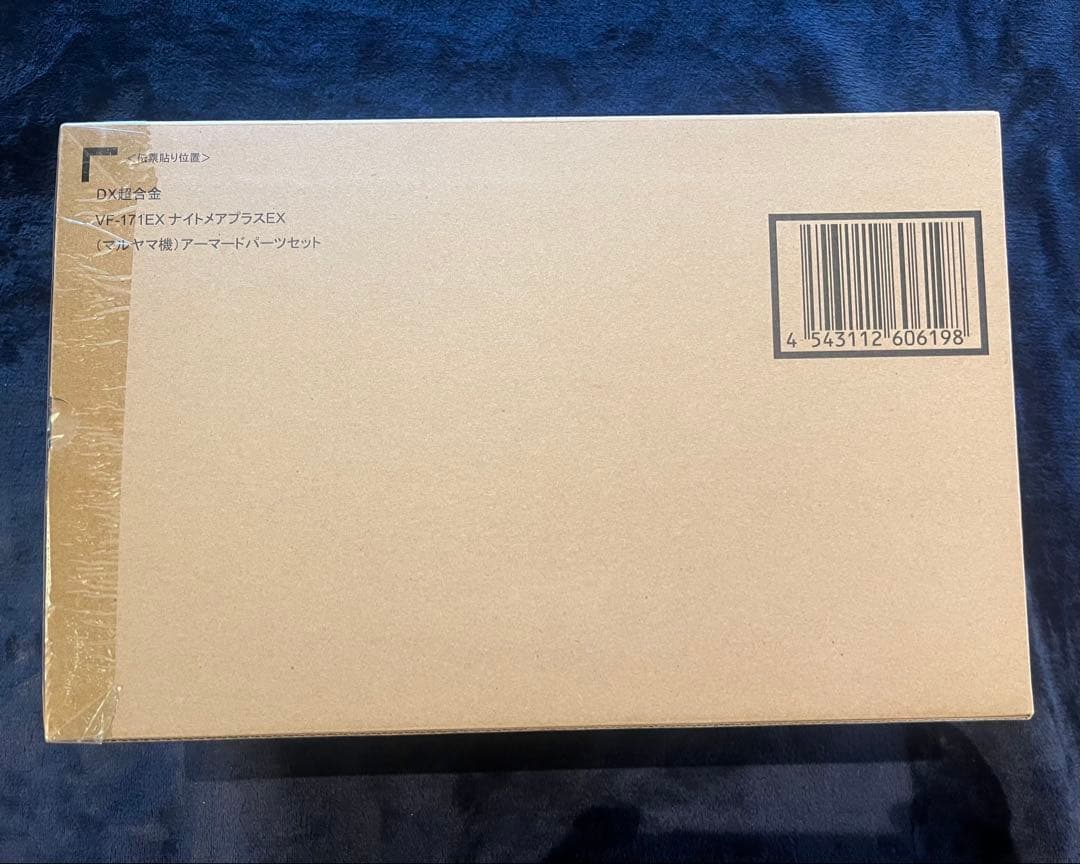 ＜伝票貼り位置＞
DX超合金
VF-171EX ナイトメアプラスEX
（マルヤマ機）アーマードパーツセット
4 543112 606198